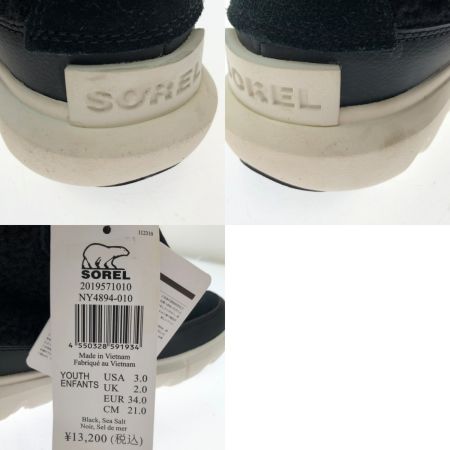 SOREL
SOREL
112316
SOREL
2019571010
NY4894-010
4 550328 591934
Made in Vietnam
Fabriqué au Vietnam
YOUTH
ENFANTS
USA 3.0
UK 2.0
EUR 34.0
CM 21.0
Black, Sea Salt
Noir, Sel de mer
¥13,200 (税込)